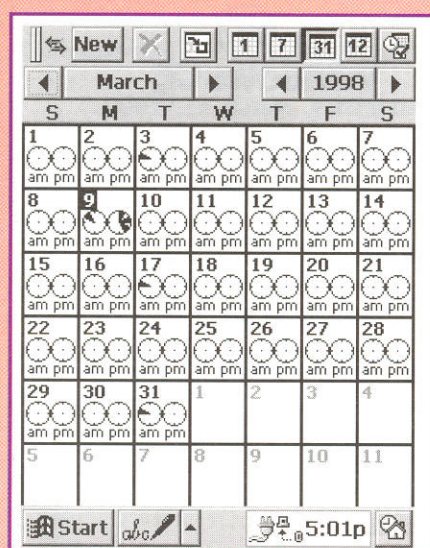 New 1 7 31 12
March 1998
S M T W T F S
1 2 3 4 5 6 7
am pm am pm am pm am pm am pm am pm am pm
8 9 10 11 12 13 14
am pm am pm am pm am pm am pm am pm am pm
15 16 17 18 19 20 21
am pm am pm am pm am pm am pm am pm am pm
22 23 24 25 26 27 28
am pm am pm am pm am pm am pm am pm am pm
29 30 31 1 2 3 4
am pm am pm am pm
5 6 7 8 9 10 11
Start abc 5:01p